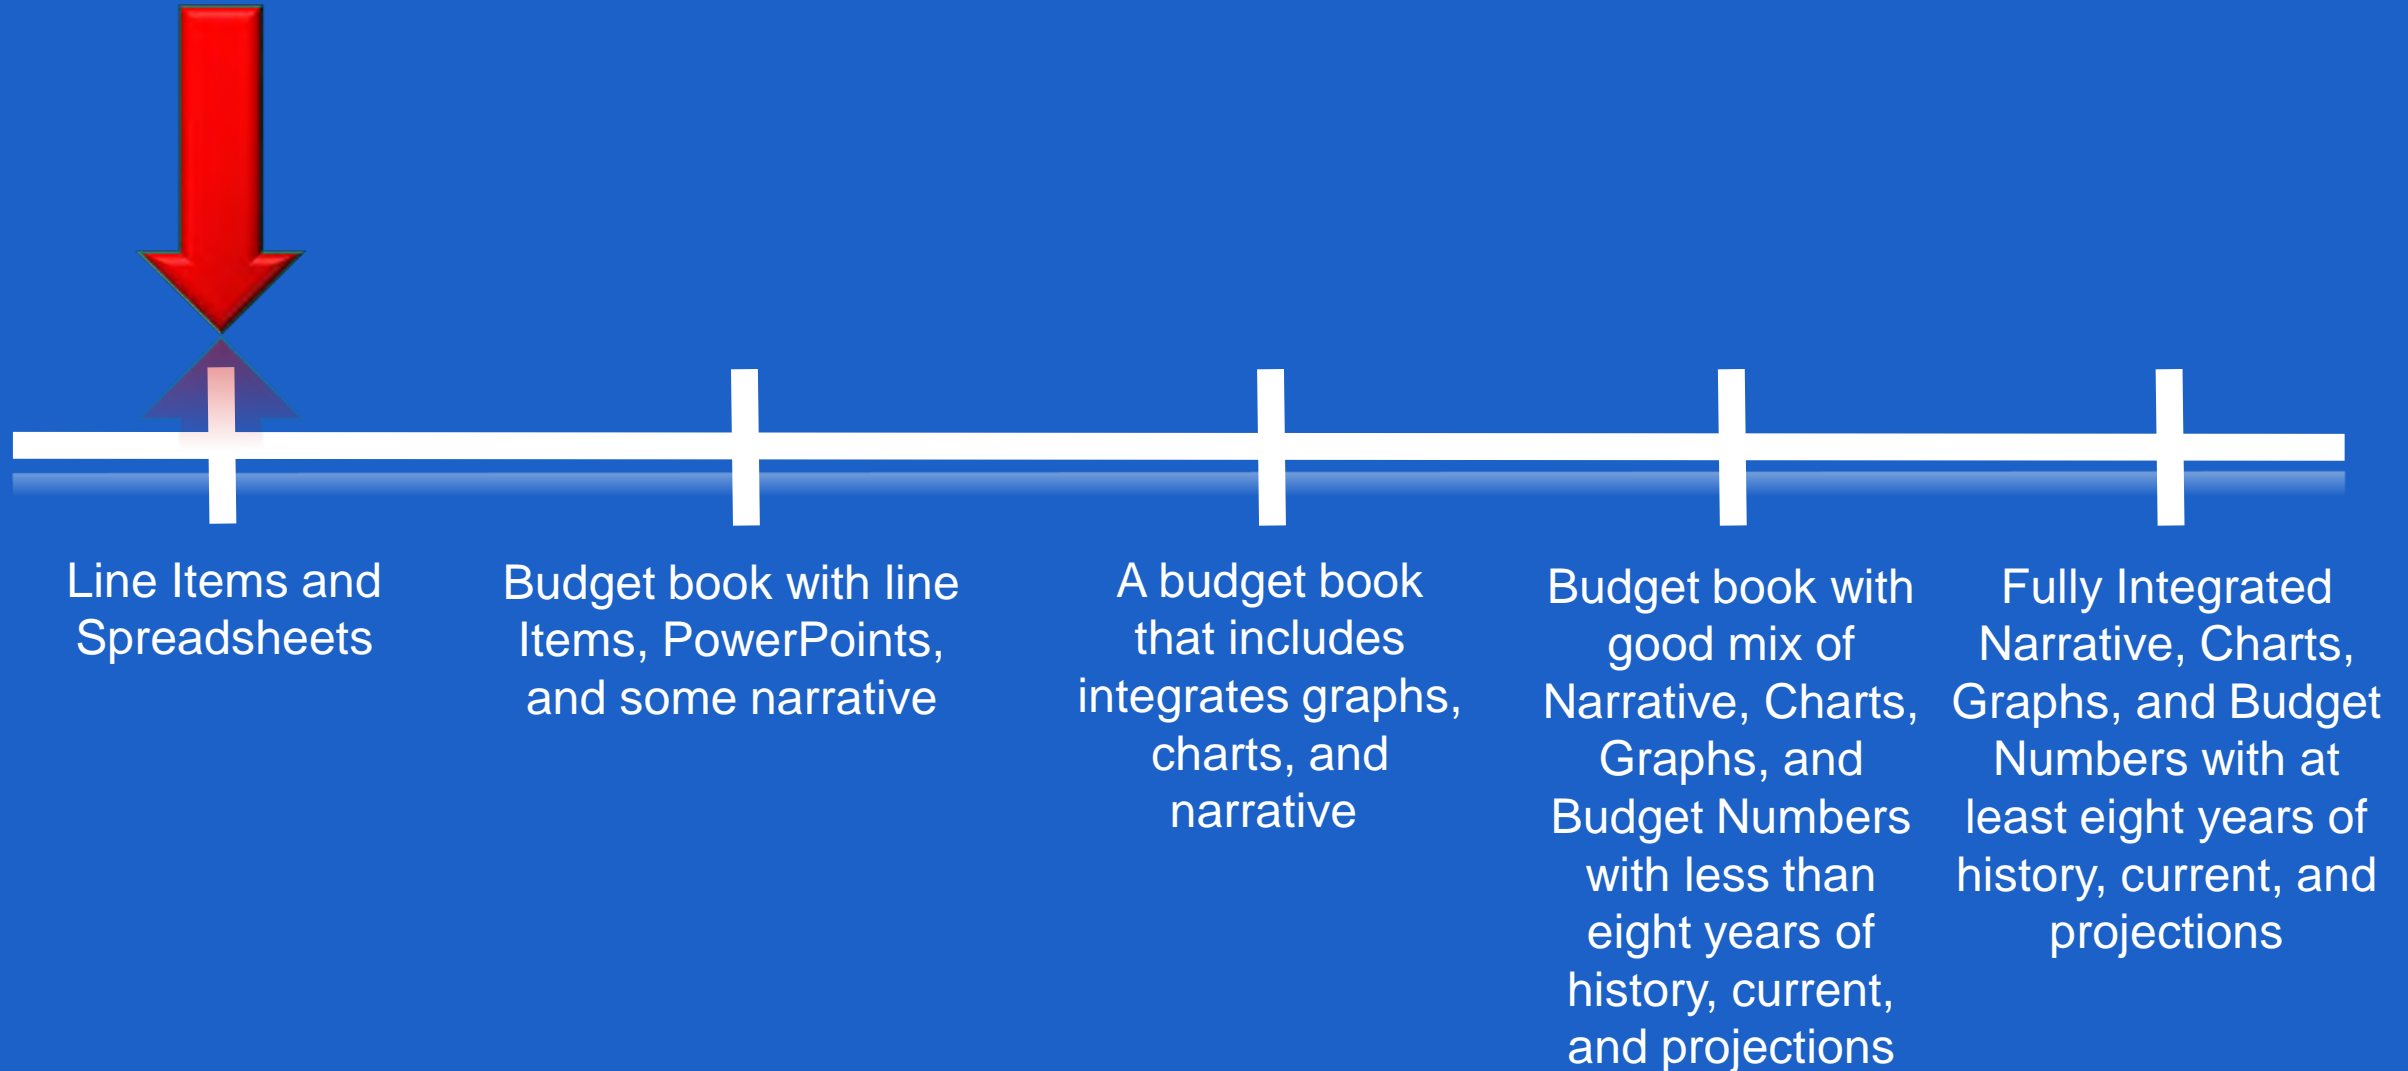 Line Items and
Spreadsheets
Budget book with line
Items, PowerPoints,
and some narrative
A budget book
that includes
integrates graphs,
charts, and
narrative
Budget book with
good mix of
Narrative, Charts,
Graphs, and
Budget Numbers
with less than
eight years of
history, current,
and projections
Fully Integrated
Narrative, Charts,
Graphs, and Budget
Numbers with at
least eight years of
history, current, and
projections